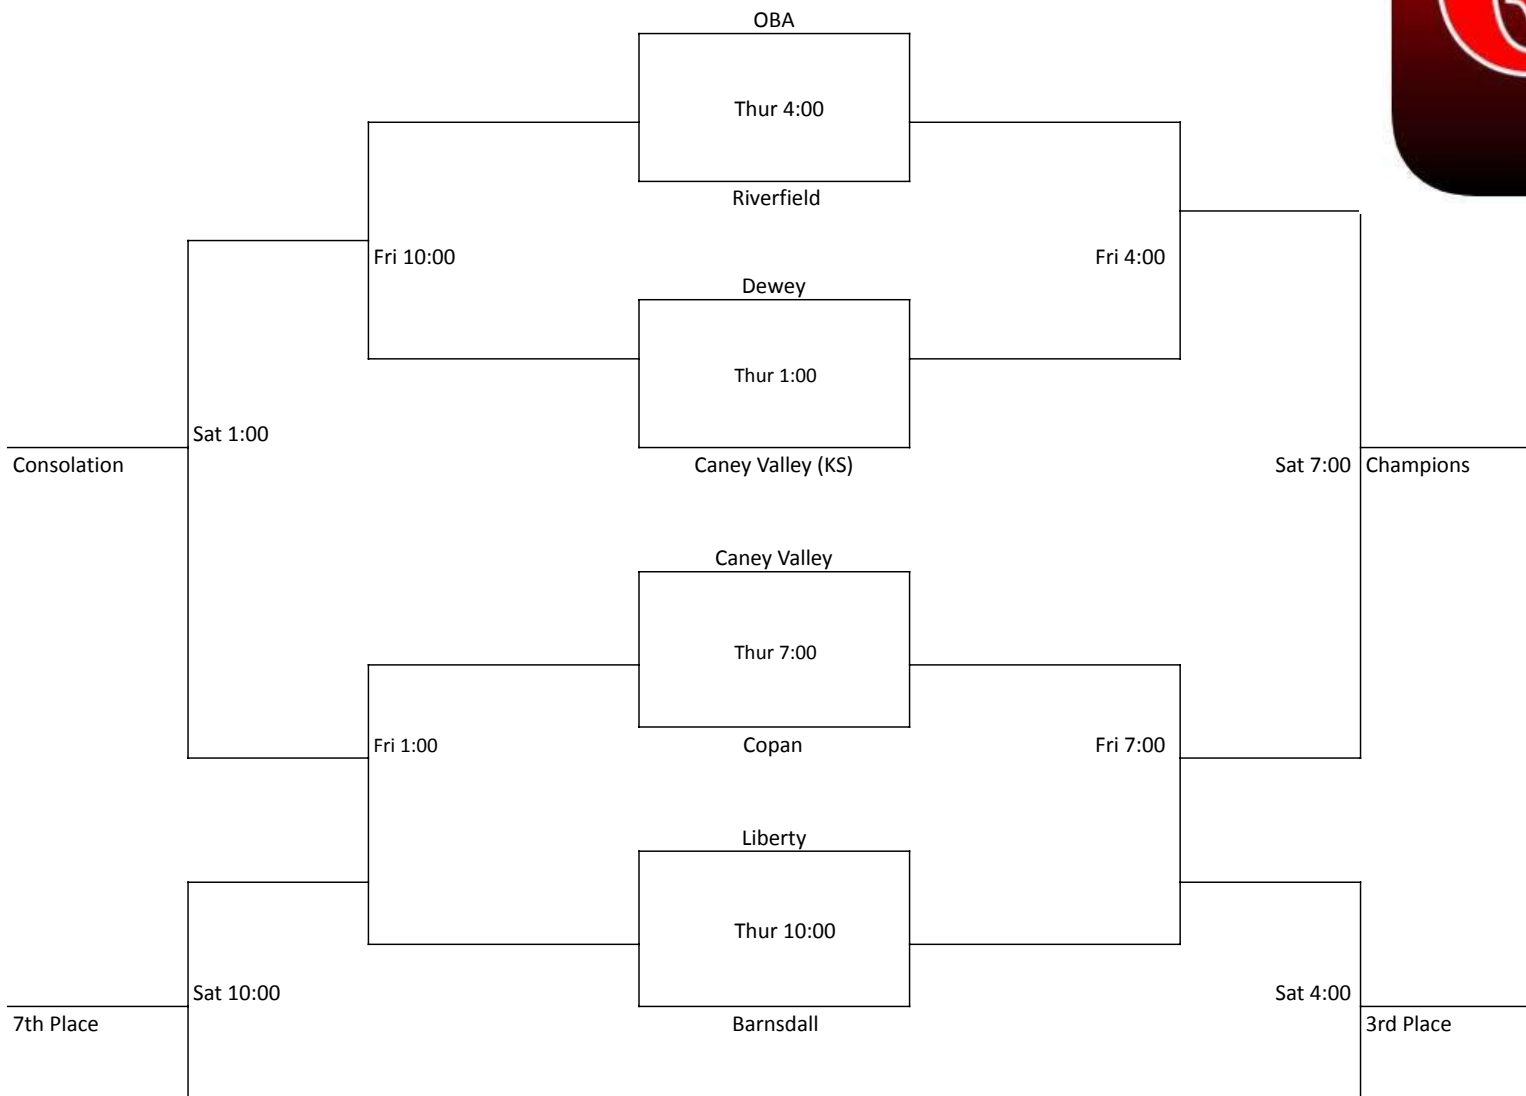 OBA
Thur 4:00
Riverfield
Fri 10:00
Fri 4:00
Dewey
Thur 1:00
Sat 1:00
Consolation
Caney Valley (KS)
Sat 7:00
Champions
Caney Valley
Thur 7:00
Fri 1:00
Copan
Fri 7:00
Liberty
Thur 10:00
Sat 10:00
Sat 4:00
7th Place
Barnsdall
3rd Place